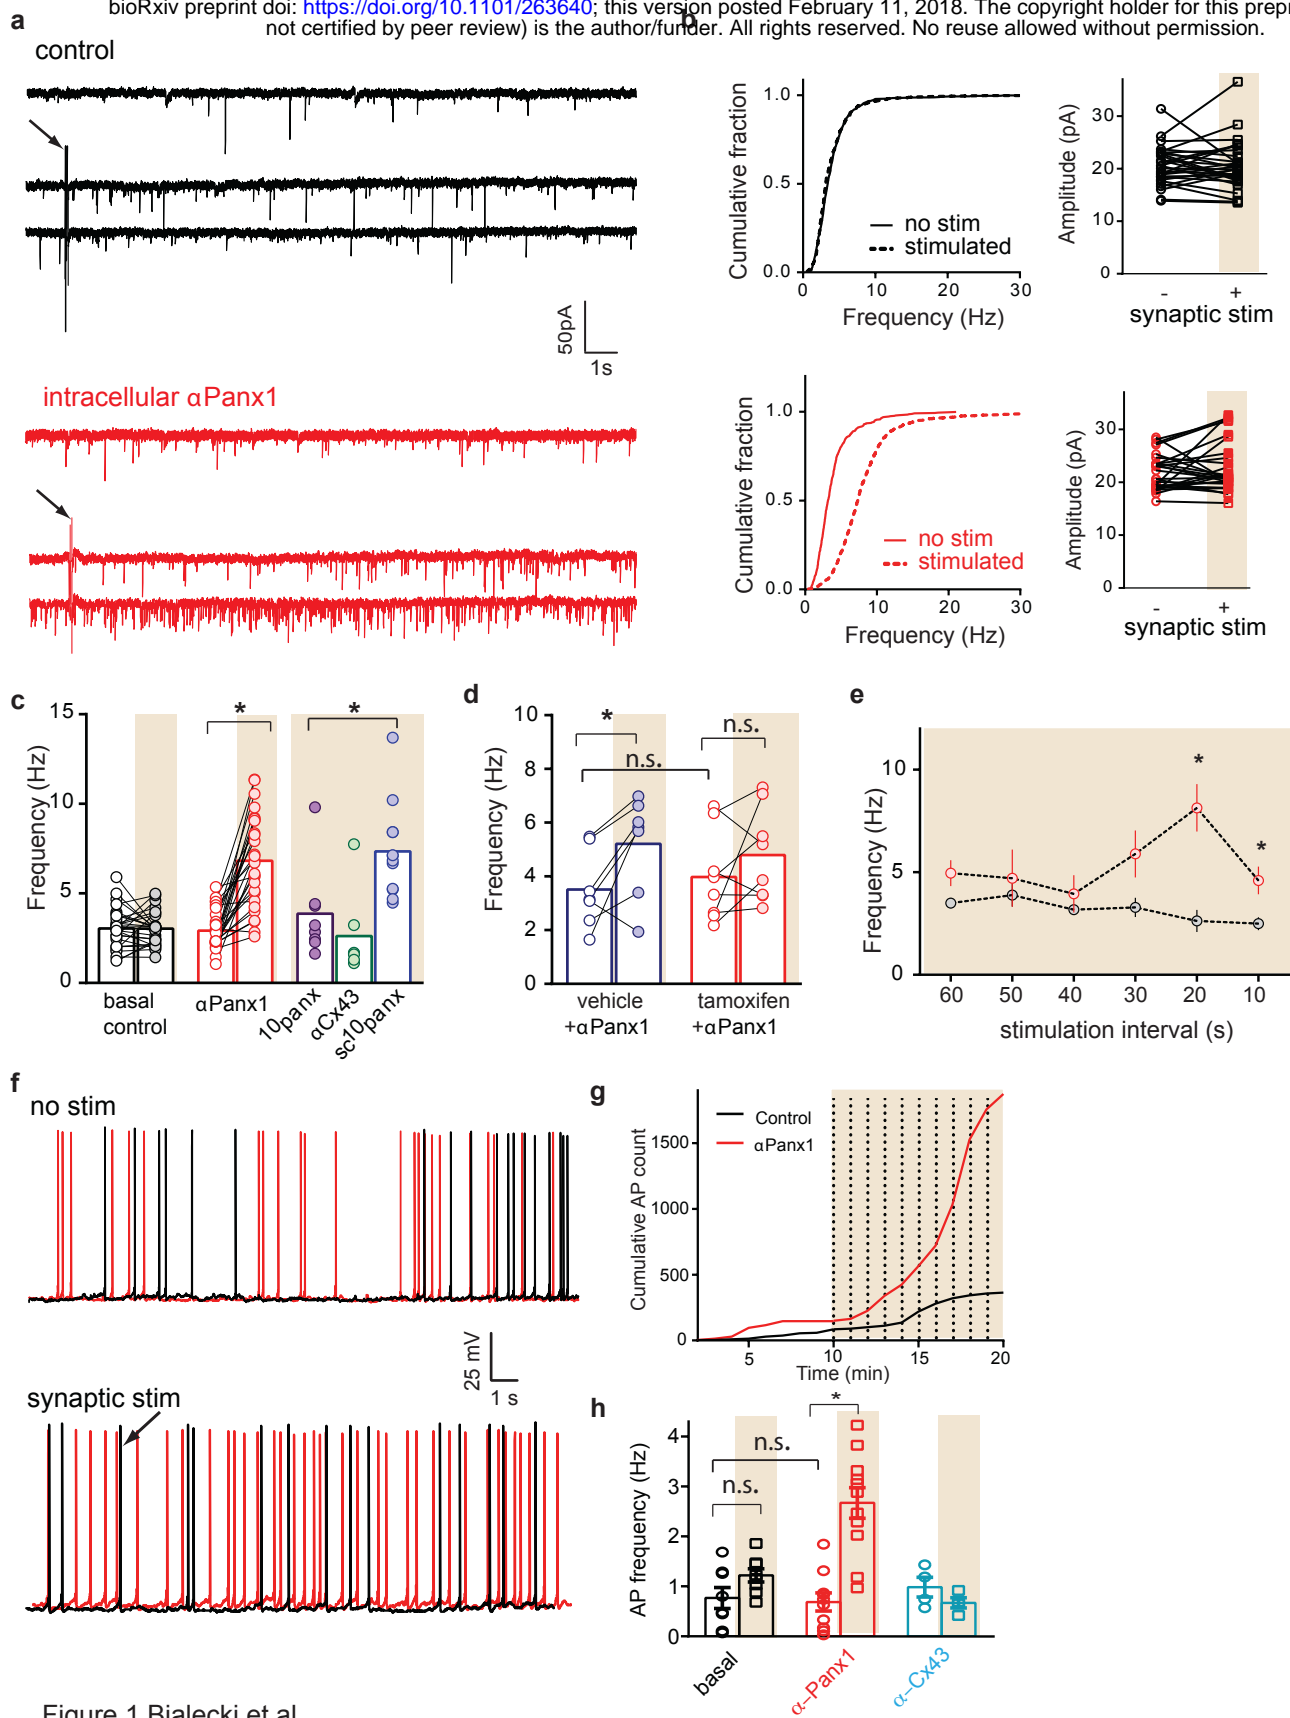 bioRxiv preprint doi: https://doi.org/10.1101/263640; this version posted February 11, 2018. The copyright holder for this prepr
not certified by peer review) is the author/funder. All rights reserved. No reuse allowed without permission.
a
control
50pA
1s
intracellular αPanx1
b
Cumulative fraction
1.0
0.5
0.0
no stim
stimulated
0 10 20 30
Frequency (Hz)
Amplitude (pA)
30
20
10
0
- +
synaptic stim
Cumulative fraction
1.0
0.5
0.0
no stim
stimulated
0 10 20 30
Frequency (Hz)
Amplitude (pA)
30
20
10
0
- +
synaptic stim
c
Frequency (Hz)
15
10
5
0
* *
basal
control
αPanx1
10panx
αCx43
sc10panx
d
Frequency (Hz)
10
8
6
4
2
0
*
n.s.
n.s.
vehicle
+αPanx1
tamoxifen
+αPanx1
e
Frequency (Hz)
10
5
0
*
*
60 50 40 30 20 10
stimulation interval (s)
f
no stim
25 mV
1 s
synaptic stim
g
Cumulative AP count
1500
1000
500
0
Control
αPanx1
5 10 15 20
Time (min)
h
AP frequency (Hz)
4
3
2
1
0
*
n.s.
n.s.
basal
α–Panx1
α–Cx43
Figure 1 Bialecki et al